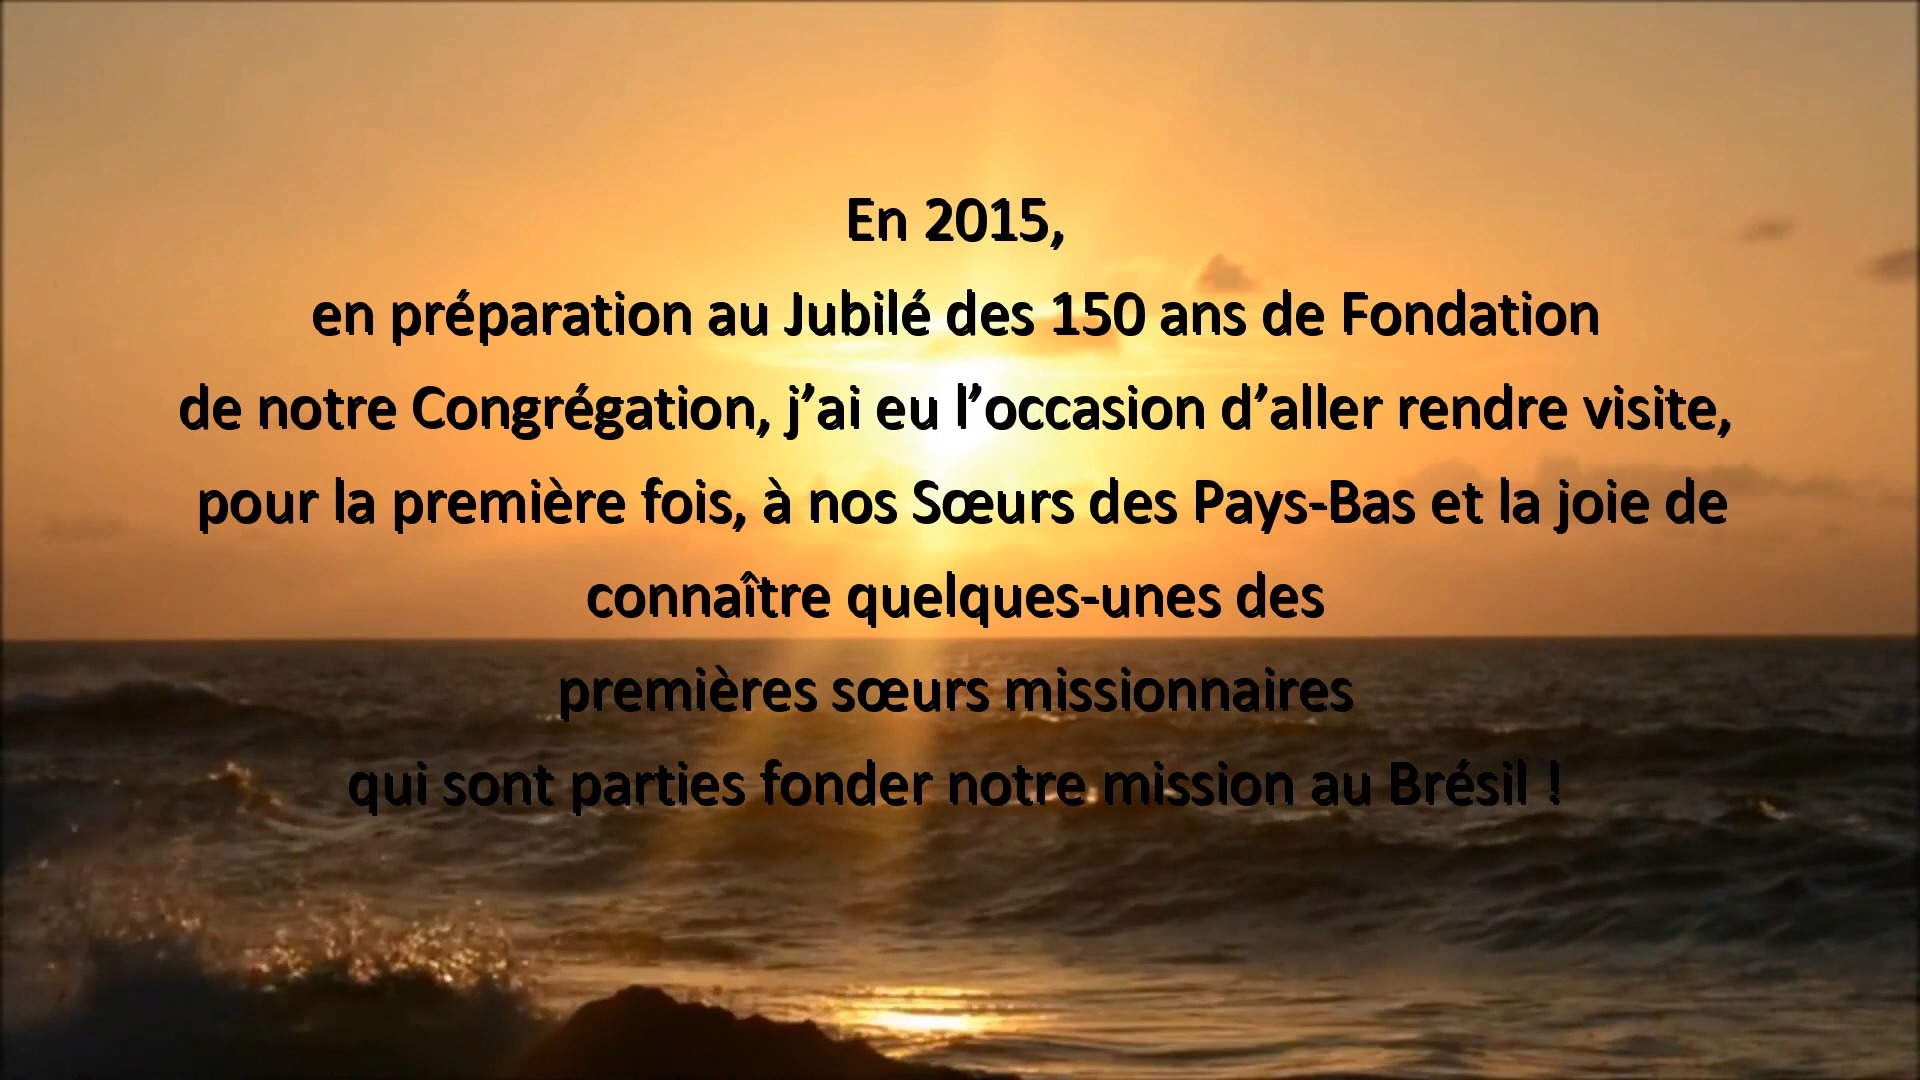 En 2015,
en préparation au Jubilé des 150 ans de Fondation
de notre Congrégation, j’ai eu l’occasion d’aller rendre visite,
pour la première fois, à nos Sœurs des Pays-Bas et la joie de
connaître quelques-unes des
premières sœurs missionnaires
qui sont parties fonder notre mission au Brésil !